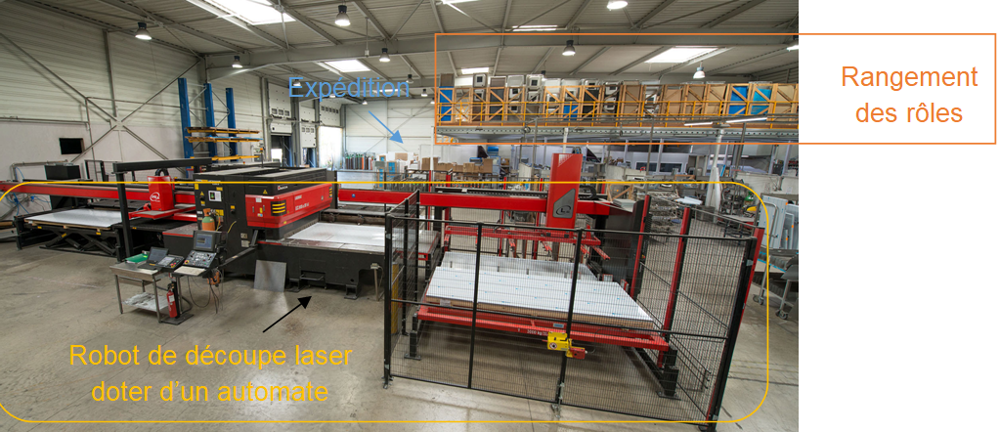 Expédition
Rangement
des rôles
Robot de découpe laser
doter d'un automate